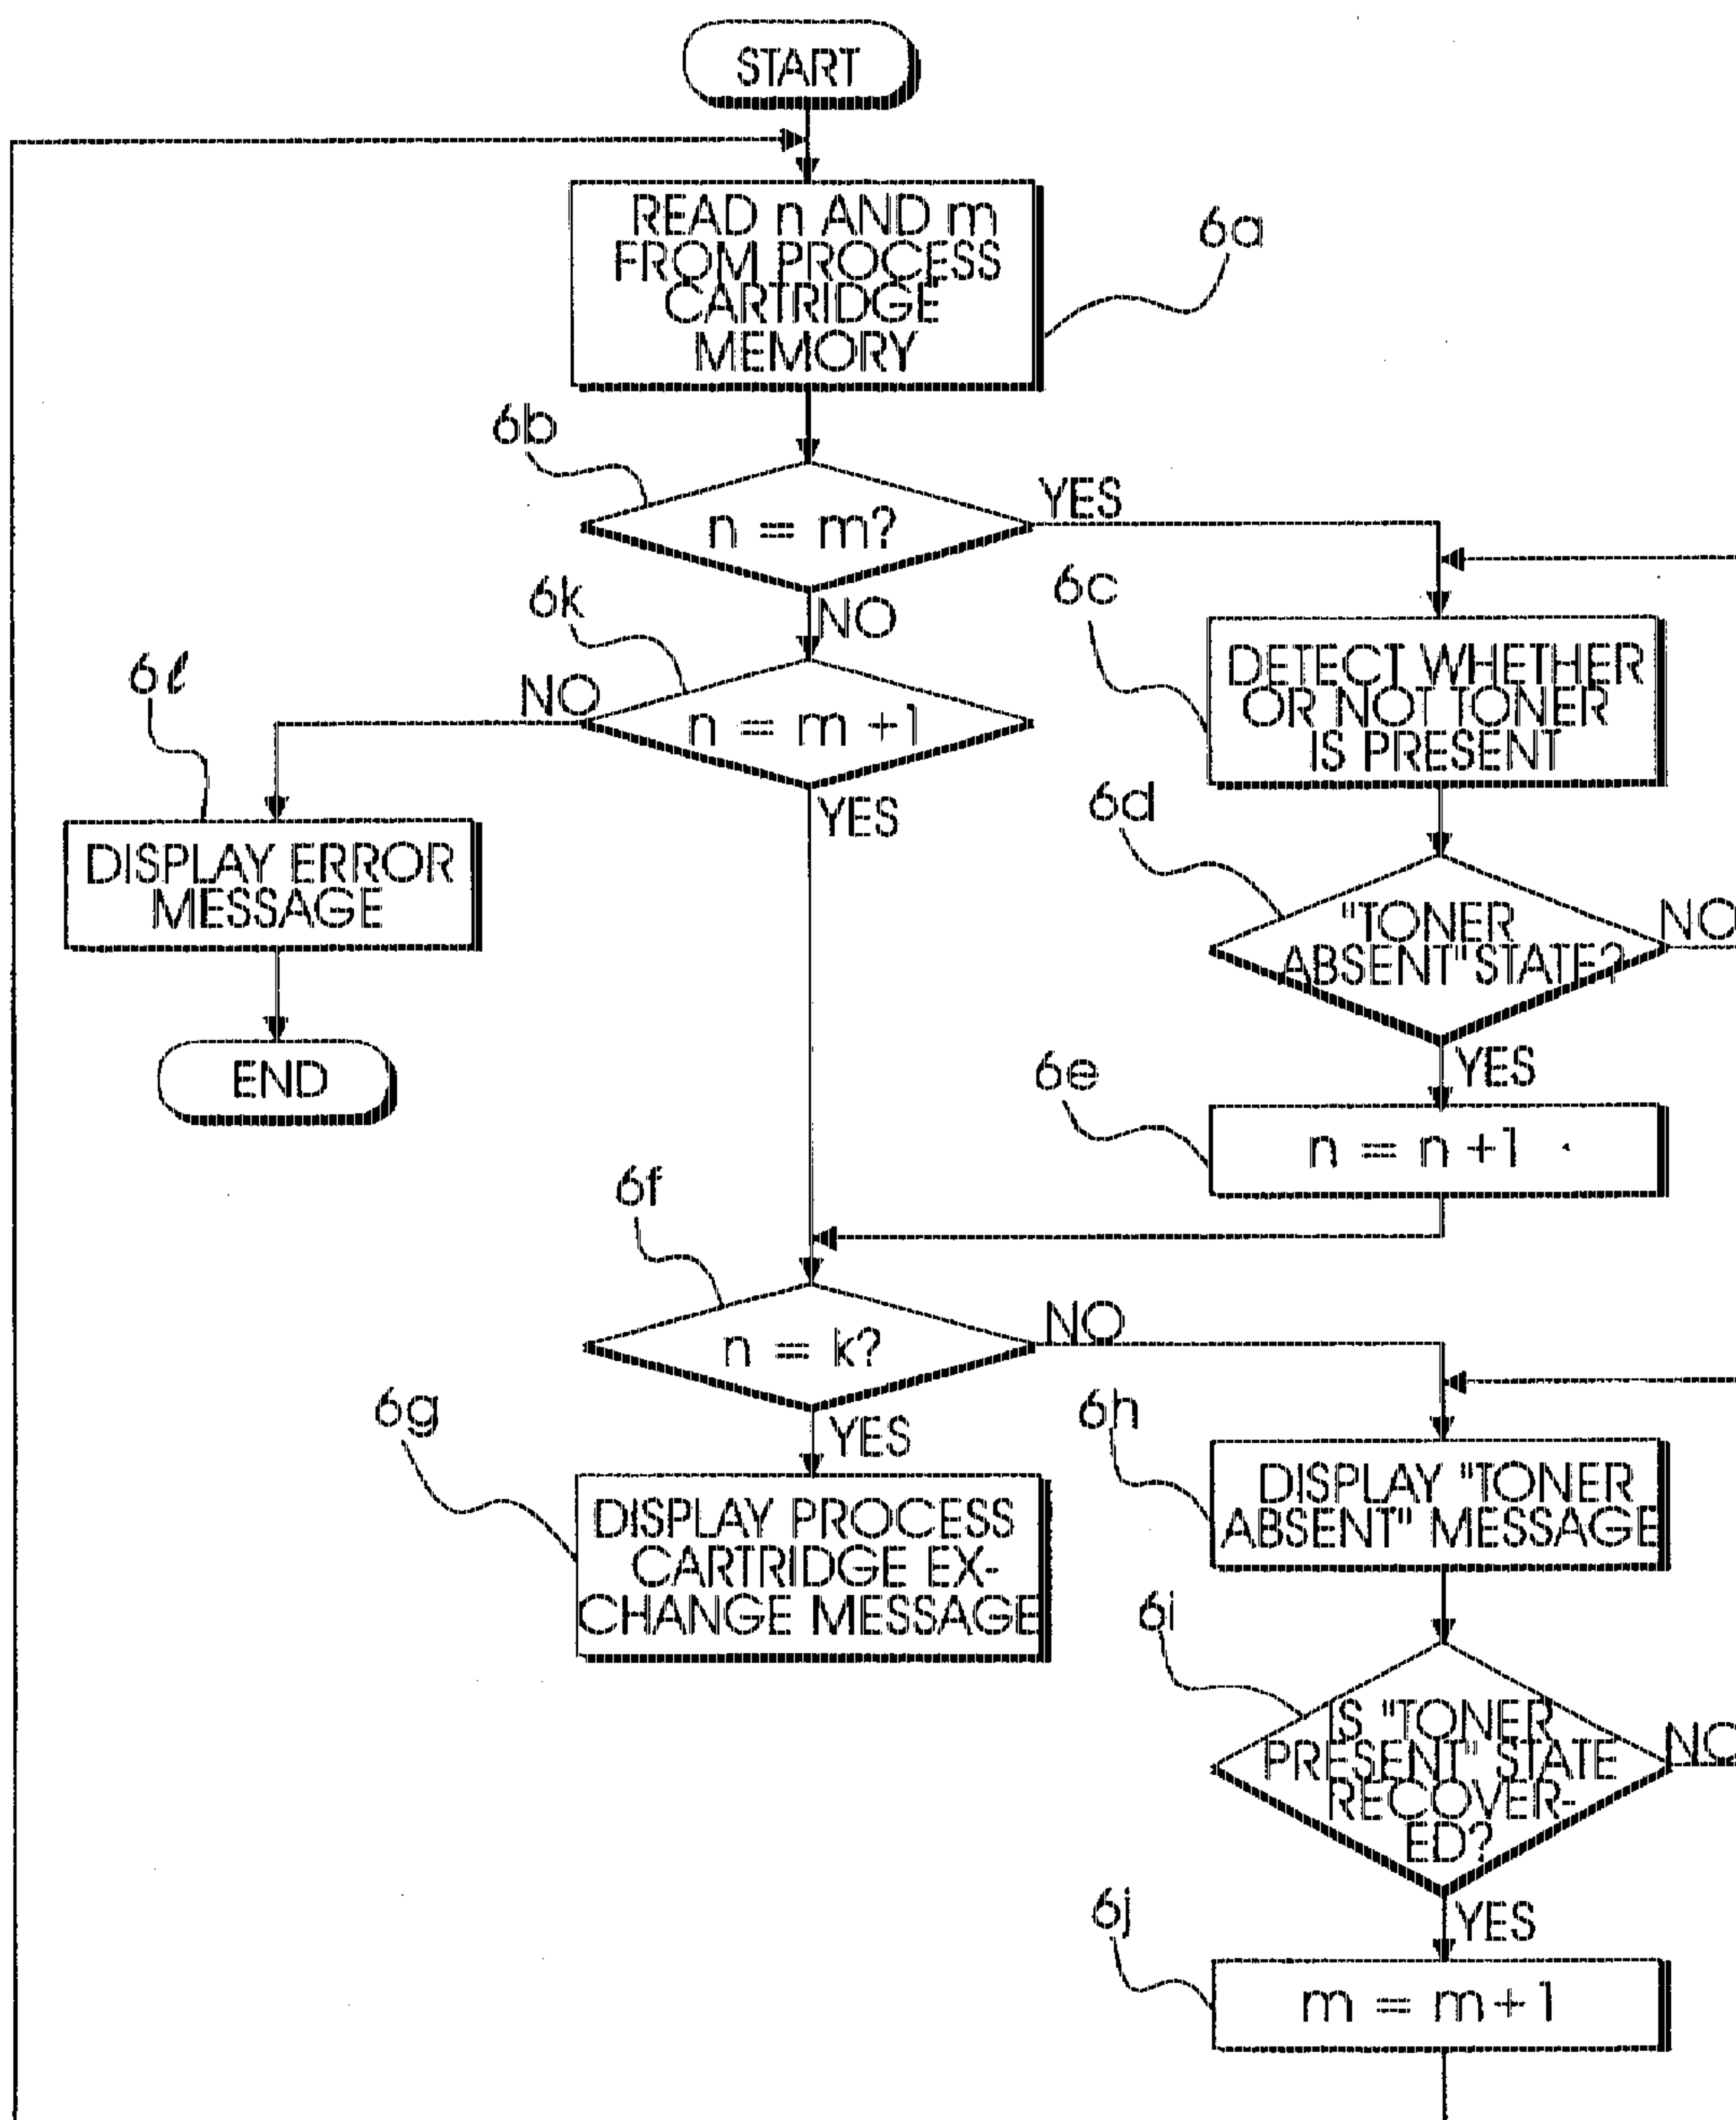 START
READ n AND m
FROM PROCESS
CARTRIDGE
MEMORY
6a
6b
n = m?
YES
NO
6k
n = m +1
NO
YES
6ℓ
DISPLAY ERROR
MESSAGE
END
6c
DETECT WHETHER
OR NOT TONER
IS PRESENT
6d
"TONER
ABSENT" STATE?
NO
YES
6e
n = n +1
6f
n = k?
NO
YES
6g
DISPLAY PROCESS
CARTRIDGE EX-
CHANGE MESSAGE
6h
DISPLAY "TONER
ABSENT" MESSAGE
6i
IS "TONER
PRESENT" STATE
RECOVER-
ED?
NO
YES
6j
m = m +1